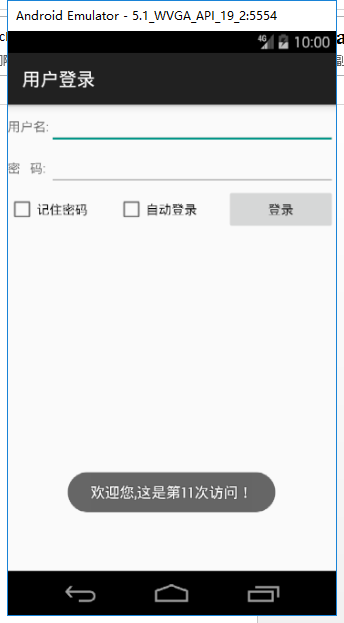 Android Emulator - 5.1_WVGA_API_19_2:5554
4G 10:00
用户登录
用户名:
密 码:
记住密码 自动登录 登录
欢迎您,这是第11次访问！